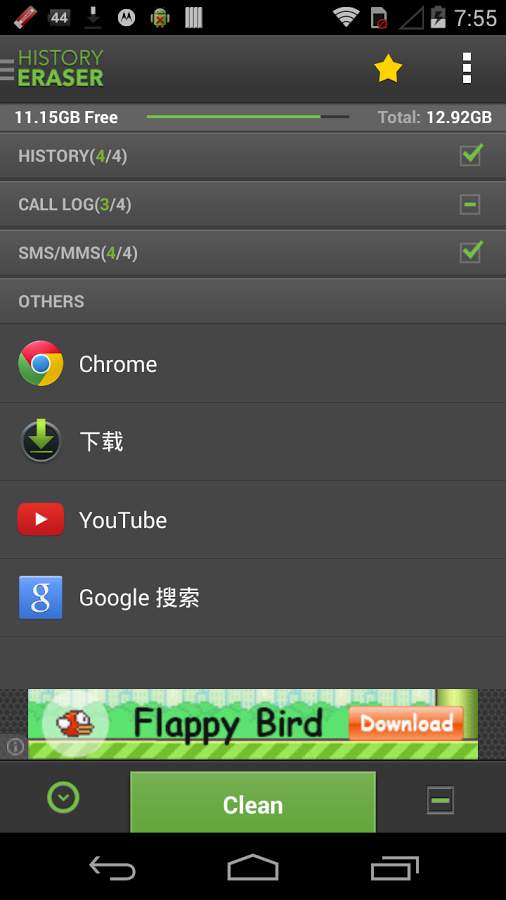 44
7:55
HISTORY
ERASER
11.15GB Free
Total: 12.92GB
HISTORY(4/4)
CALL LOG(3/4)
SMS/MMS(4/4)
OTHERS
Chrome
下载
YouTube
Google 搜索
Flappy Bird
Download
Clean